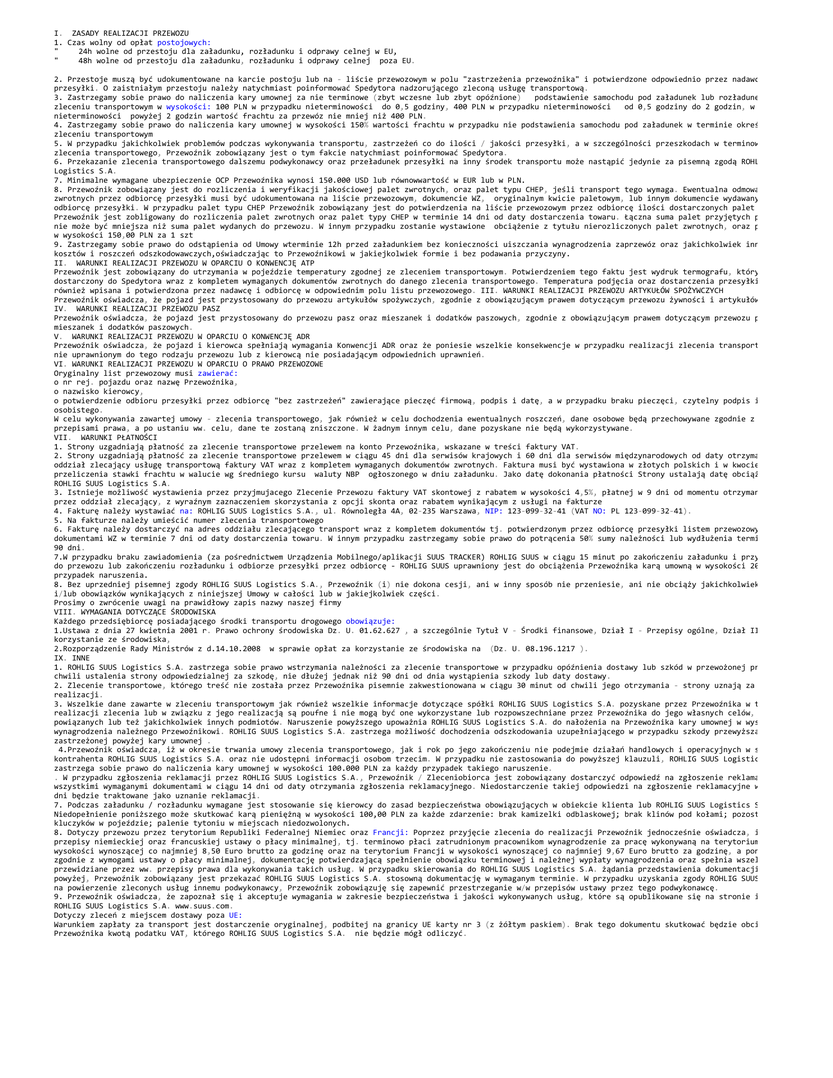 I.  ZASADY REALIZACJI PRZEWOZU
1. Czas wolny od opłat postojowych:
"    24h wolne od przestoju dla załadunku, rozładunku i odprawy celnej w EU,
"    48h wolne od przestoju dla załadunku, rozładunku i odprawy celnej  poza EU.
2. Przestoje muszą być udokumentowane na karcie postoju lub na - liście przewozowym w polu "zastrzeżenia przewoźnika" i potwierdzone odpowiednio przez nadawc
przesyłki. O zaistniałym przestoju należy natychmiast poinformować Spedytora nadzorującego zleconą usługę transportową.
3. Zastrzegamy sobie prawo do naliczenia kary umownej za nie terminowe (zbyt wczesne lub zbyt opóźnione)   podstawienie samochodu pod załadunek lub rozładune
zleceniu transportowym w wysokości: 100 PLN w przypadku nieterminowości  do 0,5 godziny, 400 PLN w przypadku nieterminowości   od 0,5 godziny do 2 godzin, w
nieterminowości  powyżej 2 godzin wartość frachtu za przewóz nie mniej niż 400 PLN.
4. Zastrzegamy sobie prawo do naliczenia kary umownej w wysokości 150% wartości frachtu w przypadku nie podstawienia samochodu pod załadunek w terminie okreś
zleceniu transportowym
5. W przypadku jakichkolwiek problemów podczas wykonywania transportu, zastrzeżeń co do ilości / jakości przesyłki, a w szczególności przeszkodach w terminow
zlecenia transportowego, Przewoźnik zobowiązany jest o tym fakcie natychmiast poinformować Spedytora.
6. Przekazanie zlecenia transportowego dalszemu podwykonawcy oraz przeładunek przesyłki na inny środek transportu może nastąpić jedynie za pisemną zgodą ROHL
Logistics S.A.
7. Minimalne wymagane ubezpieczenie OCP Przewoźnika wynosi 150.000 USD lub równowartość w EUR lub w PLN.
8. Przewoźnik zobowiązany jest do rozliczenia i weryfikacji jakościowej palet zwrotnych, oraz palet typu CHEP, jeśli transport tego wymaga. Ewentualna odmowa
zwrotnych przez odbiorcę przesyłki musi być udokumentowana na liście przewozowym, dokumencie WZ,  oryginalnym kwicie paletowym, lub innym dokumencie wydawany
odbiorcę przesyłki. W przypadku palet typu CHEP Przewoźnik zobowiązany jest do potwierdzenia na liście przewozowym przez odbiorcę ilości dostarczonych palet
Przewoźnik jest zobligowany do rozliczenia palet zwrotnych oraz palet typy CHEP w terminie 14 dni od daty dostarczenia towaru. Łączna suma palet przyjętych p
nie może być mniejsza niż suma palet wydanych do przewozu. W innym przypadku zostanie wystawione  obciążenie z tytułu nierozliczonych palet zwrotnych, oraz p
w wysokości 150,00 PLN za 1 szt
9. Zastrzegamy sobie prawo do odstąpienia od Umowy wterminie 12h przed załadunkiem bez konieczności uiszczania wynagrodzenia zaprzewóz oraz jakichkolwiek inn
kosztów i roszczeń odszkodowawczych,oświadczając to Przewoźnikowi w jakiejkolwiek formie i bez podawania przyczyny.
II.  WARUNKI REALIZACJI PRZEWOZU W OPARCIU O KONWENCJĘ ATP
Przewoźnik jest zobowiązany do utrzymania w pojeździe temperatury zgodnej ze zleceniem transportowym. Potwierdzeniem tego faktu jest wydruk termografu, który
dostarczony do Spedytora wraz z kompletem wymaganych dokumentów zwrotnych do danego zlecenia transportowego. Temperatura podjęcia oraz dostarczenia przesyłki
również wpisana i potwierdzona przez nadawcę i odbiorcę w odpowiednim polu listu przewozowego. III. WARUNKI REALIZACJI PRZEWOZU ARTYKUŁÓW SPOŻYWCZYCH
Przewoźnik oświadcza, że pojazd jest przystosowany do przewozu artykułów spożywczych, zgodnie z obowiązującym prawem dotyczącym przewozu żywności i artykułów
IV.  WARUNKI REALIZACJI PRZEWOZU PASZ
Przewoźnik oświadcza, że pojazd jest przystosowany do przewozu pasz oraz mieszanek i dodatków paszowych, zgodnie z obowiązującym prawem dotyczącym przewozu p
mieszanek i dodatków paszowych.
V.  WARUNKI REALIZACJI PRZEWOZU W OPARCIU O KONWENCJĘ ADR
Przewoźnik oświadcza, że pojazd i kierowca spełniają wymagania Konwencji ADR oraz że poniesie wszelkie konsekwencje w przypadku realizacji zlecenia transport
nie uprawnionym do tego rodzaju przewozu lub z kierowcą nie posiadającym odpowiednich uprawnień.
VI. WARUNKI REALIZACJI PRZEWOZU W OPARCIU O PRAWO PRZEWOZOWE
Oryginalny list przewozowy musi zawierać:
o nr rej. pojazdu oraz nazwę Przewoźnika,
o nazwisko kierowcy,
o potwierdzenie odbioru przesyłki przez odbiorcę "bez zastrzeżeń" zawierające pieczęć firmową, podpis i datę, a w przypadku braku pieczęci, czytelny podpis i
osobistego.
W celu wykonywania zawartej umowy - zlecenia transportowego, jak również w celu dochodzenia ewentualnych roszczeń, dane osobowe będą przechowywane zgodnie z
przepisami prawa, a po ustaniu ww. celu, dane te zostaną zniszczone. W żadnym innym celu, dane pozyskane nie będą wykorzystywane.
VII.  WARUNKI PŁATNOŚCI
1. Strony uzgadniają płatność za zlecenie transportowe przelewem na konto Przewoźnika, wskazane w treści faktury VAT.
2. Strony uzgadniają płatność za zlecenie transportowe przelewem w ciągu 45 dni dla serwisów krajowych i 60 dni dla serwisów międzynarodowych od daty otrzyma
oddział zlecający usługę transportową faktury VAT wraz z kompletem wymaganych dokumentów zwrotnych. Faktura musi być wystawiona w złotych polskich i w kwocie
przeliczenia stawki frachtu w walucie wg średniego kursu  waluty NBP  ogłoszonego w dniu załadunku. Jako datę dokonania płatności Strony ustalają datę obciąż
ROHLIG SUUS Logistics S.A.
3. Istnieje możliwość wystawienia przez przyjmującego Zlecenie Przewozu faktury VAT skontowej z rabatem w wysokości 4,5%, płatnej w 9 dni od momentu otrzyman
przez oddział zlecający, z wyraźnym zaznaczeniem skorzystania z opcji skonta oraz rabatem wynikającym z usługi na fakturze
4. Fakturę należy wystawiać na: ROHLIG SUUS Logistics S.A., ul. Równoległa 4A, 02-235 Warszawa, NIP: 123-099-32-41 (VAT NO: PL 123-099-32-41).
5. Na fakturze należy umieścić numer zlecenia transportowego
6. Fakturę należy dostarczyć na adres oddziału zlecającego transport wraz z kompletem dokumentów tj. potwierdzonym przez odbiorcę przesyłki listem przewozowy
dokumentami WZ w terminie 7 dni od daty dostarczenia towaru. W innym przypadku zastrzegamy sobie prawo do potrącenia 50% sumy należności lub wydłużenia termi
90 dni.
7.W przypadku braku zawiadomienia (za pośrednictwem Urządzenia Mobilnego/aplikacji SUUS TRACKER) ROHLIG SUUS w ciągu 15 minut po zakończeniu załadunku i przy
do przewozu lub zakończeniu rozładunku i odbiorze przesyłki przez odbiorcę - ROHLIG SUUS uprawniony jest do obciążenia Przewoźnika karą umowną w wysokości 20
przypadek naruszenia.
8. Bez uprzedniej pisemnej zgody ROHLIG SUUS Logistics S.A., Przewoźnik (i) nie dokona cesji, ani w inny sposób nie przeniesie, ani nie obciąży jakichkolwiek
i/lub obowiązków wynikających z niniejszej Umowy w całości lub w jakiejkolwiek części.
Prosimy o zwrócenie uwagi na prawidłowy zapis nazwy naszej firmy
VIII. WYMAGANIA DOTYCZĄCE ŚRODOWISKA
Każdego przedsiębiorcę posiadającego środki transportu drogowego obowiązuje:
1.Ustawa z dnia 27 kwietnia 2001 r. Prawo ochrony środowiska Dz. U. 01.62.627 , a szczególnie Tytuł V - Środki finansowe, Dział I - Przepisy ogólne, Dział II
korzystanie ze środowiska,
2.Rozporządzenie Rady Ministrów z d.14.10.2008  w sprawie opłat za korzystanie ze środowiska na  (Dz. U. 08.196.1217 ).
IX. INNE
1. ROHLIG SUUS Logistics S.A. zastrzega sobie prawo wstrzymania należności za zlecenie transportowe w przypadku opóźnienia dostawy lub szkód w przewożonej pr
chwili ustalenia strony odpowiedzialnej za szkodę, nie dłużej jednak niż 90 dni od dnia wystąpienia szkody lub daty dostawy.
2. Zlecenie transportowe, którego treść nie została przez Przewoźnika pisemnie zakwestionowana w ciągu 30 minut od chwili jego otrzymania - strony uznają za
realizacji.
3. Wszelkie dane zawarte w zleceniu transportowym jak również wszelkie informacje dotyczące spółki ROHLIG SUUS Logistics S.A. pozyskane przez Przewoźnika w t
realizacji zlecenia lub w związku z jego realizacją są poufne i nie mogą być one wykorzystane lub rozpowszechniane przez Przewoźnika do jego własnych celów,
powiązanych lub też jakichkolwiek innych podmiotów. Naruszenie powyższego upoważnia ROHLIG SUUS Logistics S.A. do nałożenia na Przewoźnika kary umownej w wys
wynagrodzenia należnego Przewoźnikowi. ROHLIG SUUS Logistics S.A. zastrzega możliwość dochodzenia odszkodowania uzupełniającego w przypadku szkody przewyższa
zastrzeżonej powyżej kary umownej .
4.Przewoźnik oświadcza, iż w okresie trwania umowy zlecenia transportowego, jak i rok po jego zakończeniu nie podejmie działań handlowych i operacyjnych w s
kontrahenta ROHLIG SUUS Logistics S.A. oraz nie udostępni informacji osobom trzecim. W przypadku nie zastosowania do powyższej klauzuli, ROHLIG SUUS Logistic
zastrzega sobie prawo do naliczenia kary umownej w wysokości 100.000 PLN za każdy przypadek takiego naruszenie.
. W przypadku zgłoszenia reklamacji przez ROHLIG SUUS Logistics S.A., Przewoźnik / Zleceniobiorca jest zobowiązany dostarczyć odpowiedź na zgłoszenie reklama
wszystkimi wymaganymi dokumentami w ciągu 14 dni od daty otrzymania zgłoszenia reklamacyjnego. Niedostarczenie takiej odpowiedzi na zgłoszenie reklamacyjne w
dni będzie traktowane jako uznanie reklamacji.
7. Podczas załadunku / rozładunku wymagane jest stosowanie się kierowcy do zasad bezpieczeństwa obowiązujących w obiekcie klienta lub ROHLIG SUUS Logistics S
Niedopełnienie poniższego może skutkować karą pieniężną w wysokości 100,00 PLN za każde zdarzenie: brak kamizelki odblaskowej; brak klinów pod kołami; pozost
kluczyków w pojeździe; palenie tytoniu w miejscach niedozwolonych.
8. Dotyczy przewozu przez terytorium Republiki Federalnej Niemiec oraz Francji: Poprzez przyjęcie zlecenia do realizacji Przewoźnik jednocześnie oświadcza, i
przepisy niemieckiej oraz francuskiej ustawy o płacy minimalnej, tj. terminowo płaci zatrudnionym pracownikom wynagrodzenie za pracę wykonywaną na terytorium
wysokości wynoszącej co najmniej 8,50 Euro brutto za godzinę oraz na terytorium Francji w wysokości wynoszącej co najmniej 9,67 Euro brutto za godzinę, a pon
zgodnie z wymogami ustawy o płacy minimalnej, dokumentację potwierdzającą spełnienie obowiązku terminowej i należnej wypłaty wynagrodzenia oraz spełnia wszel
przewidziane przez ww. przepisy prawa dla wykonywania takich usług. W przypadku skierowania do ROHLIG SUUS Logistics S.A. żądania przedstawienia dokumentacji
powyżej, Przewoźnik zobowiązany jest przekazać ROHLIG SUUS Logistics S.A. stosowną dokumentację w wymaganym terminie. W przypadku uzyskania zgody ROHLIG SUUS
na powierzenie zleconych usług innemu podwykonawcy, Przewoźnik zobowiązuję się zapewnić przestrzeganie w/w przepisów ustawy przez tego podwykonawcę.
9. Przewoźnik oświadcza, że zapoznał się i akceptuje wymagania w zakresie bezpieczeństwa i jakości wykonywanych usług, które są opublikowane się na stronie i
ROHLIG SUUS Logistics S.A. www.suus.com.
Dotyczy zleceń z miejscem dostawy poza UE:
Warunkiem zapłaty za transport jest dostarczenie oryginalnej, podbitej na granicy UE karty nr 3 (z żółtym paskiem). Brak tego dokumentu skutkować będzie obci
Przewoźnika kwotą podatku VAT, którego ROHLIG SUUS Logistics S.A.  nie będzie mógł odliczyć.